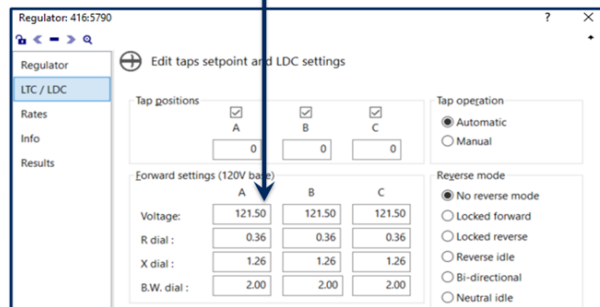 Regulator: 416:5790 ? ×
Regulator
LTC / LDC
Rates
Info
Results
Edit taps setpoint and LDC settings
Tap positions
A B C
0 0 0
Forward settings (120V base)
A B C
Voltage: 121.50 121.50 121.50
R dial : 0.36 0.36 0.36
X dial : 1.26 1.26 1.26
B.W. dial : 2.00 2.00 2.00
Tap operation
Automatic
Manual
Reverse mode
No reverse mode
Locked forward
Locked reverse
Reverse idle
Bi-directional
Neutral idle